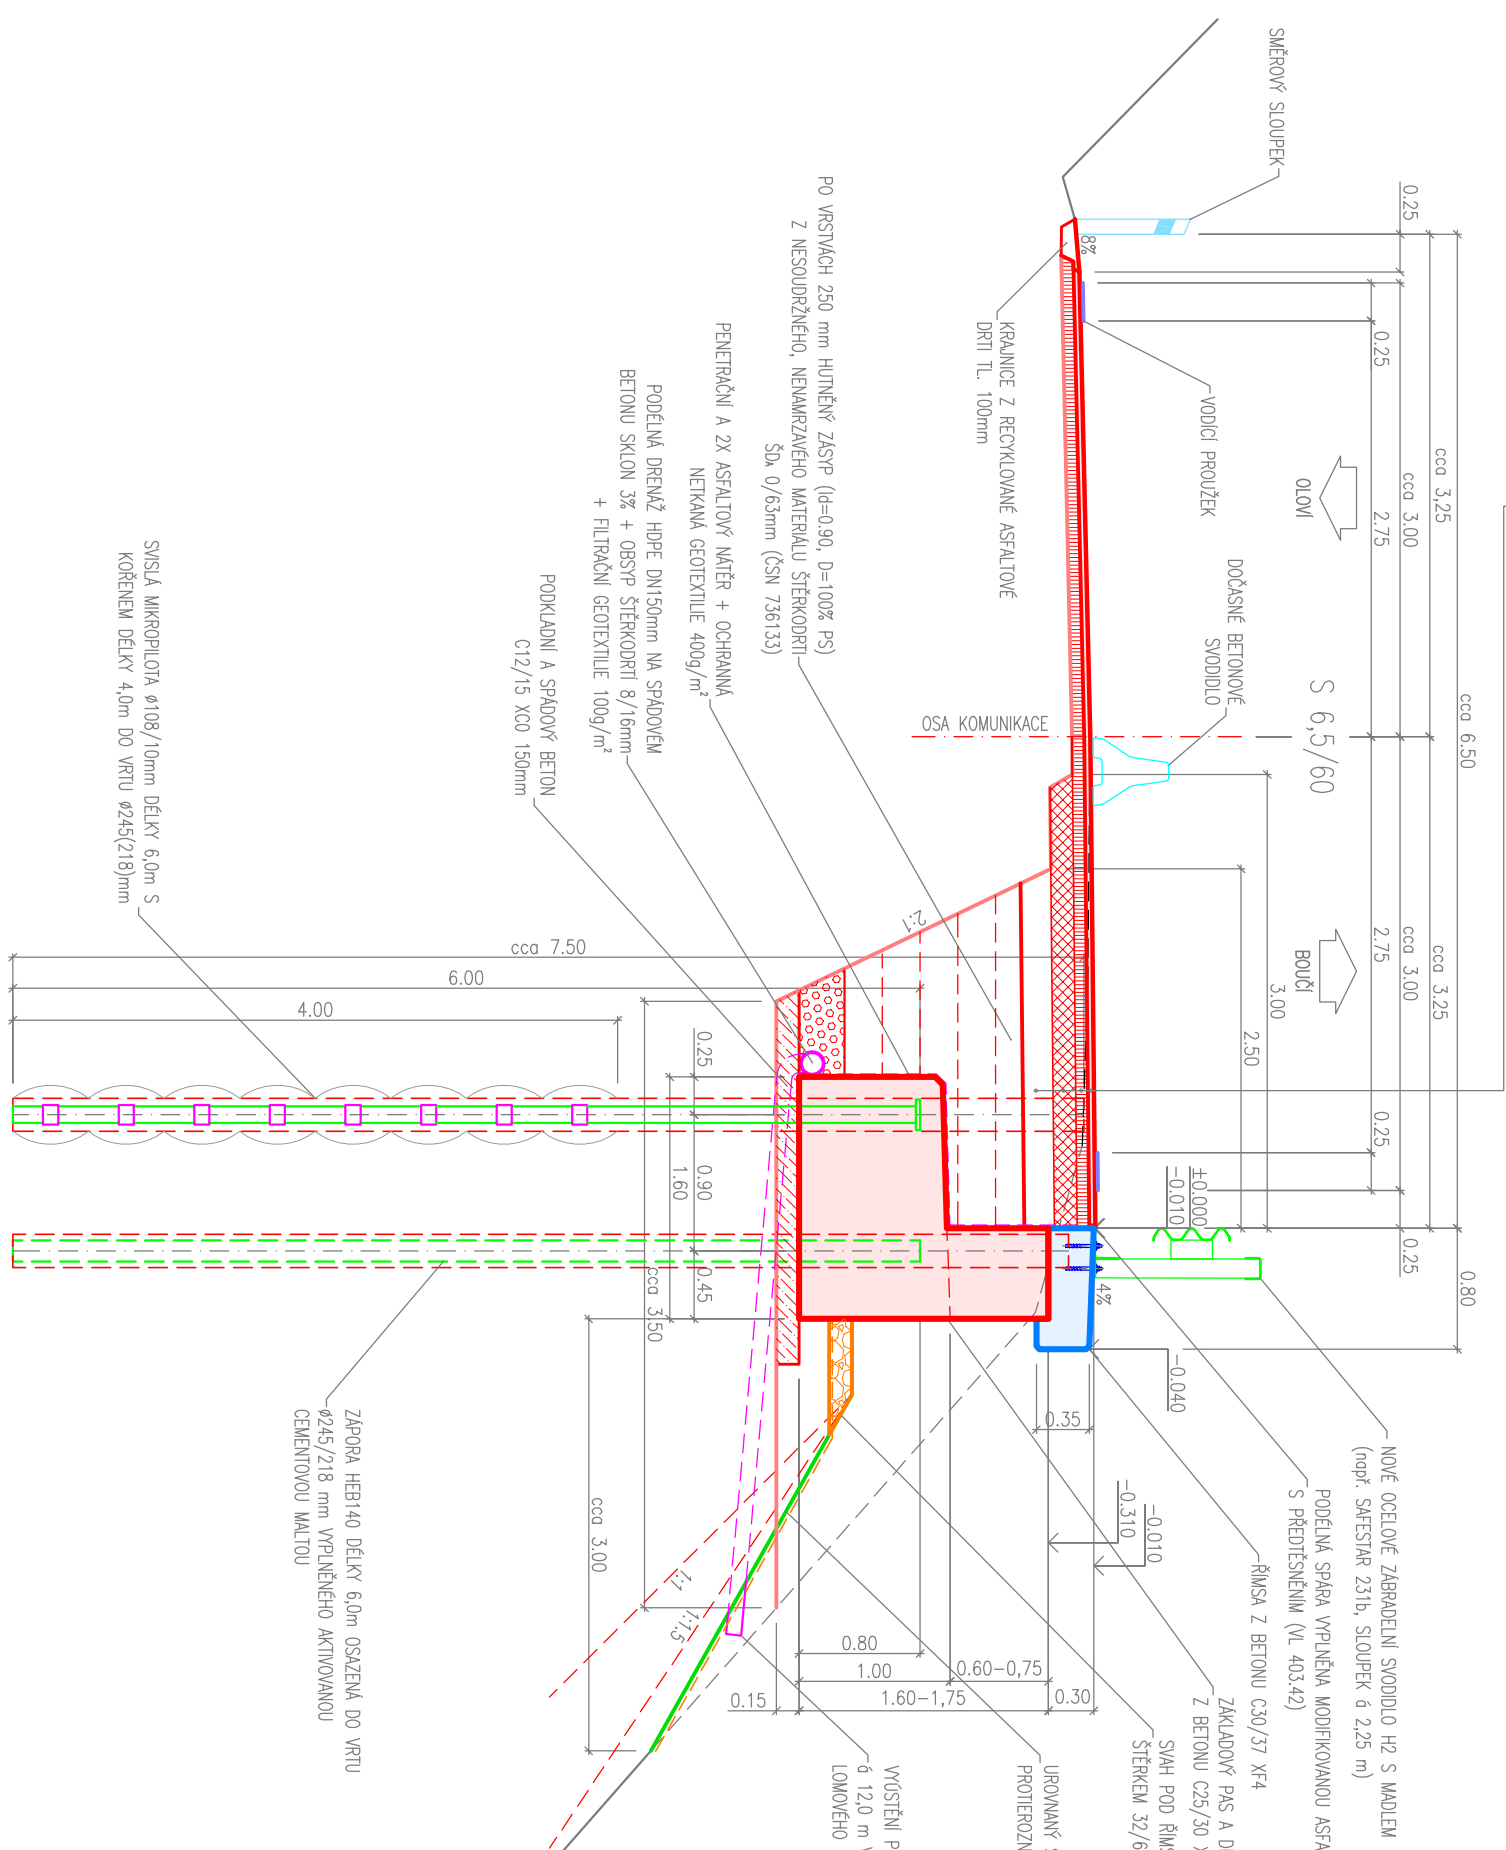 SMĚROVÝ SLOUPEK
0.25
cca 3,25
cca 6.50
8%
0.25
cca 3.00
2.75
VODÍCÍ PROUŽEK
OLOVÍ
KRAJNICE Z RECYKLOVANÉ ASFALTOVÉ
DRTI TL. 100mm
DOČASNÉ BETONOVÉ
SVODIDLO
S 6,5/60
OSA KOMUNIKACE
PO VRSTVÁCH 250 mm HUTNĚNÝ ZÁSYP (Id=0.90, D=100% PS)
Z NESOUDRŽNÉHO, NENAMRZAVÉHO MATERIÁLU ŠTĚRKODRTI
ŠDA 0/63mm (ČSN 736133)
PENETRAČNÍ A 2X ASFALTOVÝ NÁTĚR + OCHRANNÁ
NETKANÁ GEOTEXTILIE 400g/m²
PODÉLNÁ DRENÁŽ HDPE DN150mm NA SPÁDOVÉM
BETONU SKLON 3% + OBSYP ŠTĚRKODRTÍ 8/16mm
+ FILTRAČNÍ GEOTEXTILIE 100g/m²
PODKLADNÍ A SPÁDOVÝ BETON
C12/15 XC0 150mm
SVISLÁ MIKROPILOTA ø108/10mm DÉLKY 6,0m S
KOŘENEM DÉLKY 4,0m DO VRTU ø245(218)mm
BOUČÍ
2.75
cca 3.00
cca 3.25
3.00
2.50
2:1
cca 7.50
6.00
4.00
0.25
0.90
1.60
0.45
cca 3.50
0.25
±0.000
-0.010
0.25
0.80
4%
-0.040
0.35
-0.010
-0.310
cca 3.00
1:1
1:1.5
0.80
1.00
0.60-0,75
0.15
1.60-1,75
0.30
NOVÉ OCELOVÉ ZÁBRADELNÍ SVODIDLO H2 S MADLEM
(např. SAFESTAR 231b, SLOUPEK á 2,25 m)
PODÉLNÁ SPÁRA VYPLNĚNA MODIFIKOVANOU ASFA
S PŘEDTĚSNĚNÍM (VL 403.42)
ŘÍMSA Z BETONU C30/37 XF4
ZÁKLADOVÝ PAS A D
Z BETONU C25/30
SVAH POD ŘÍMS
ŠTĚRKEM 32/6
UROVNANÝ S
PROTIEROZN
VYÚSTĚNÍ P
á 12,0 m V
LOMOVÉHO
ZÁPORA HEB140 DÉLKY 6,0m OSAZENÁ DO VRTU
ø245/218 mm VYPLNĚNÉHO AKTIVOVANOU
CEMENTOVOU MALTOU